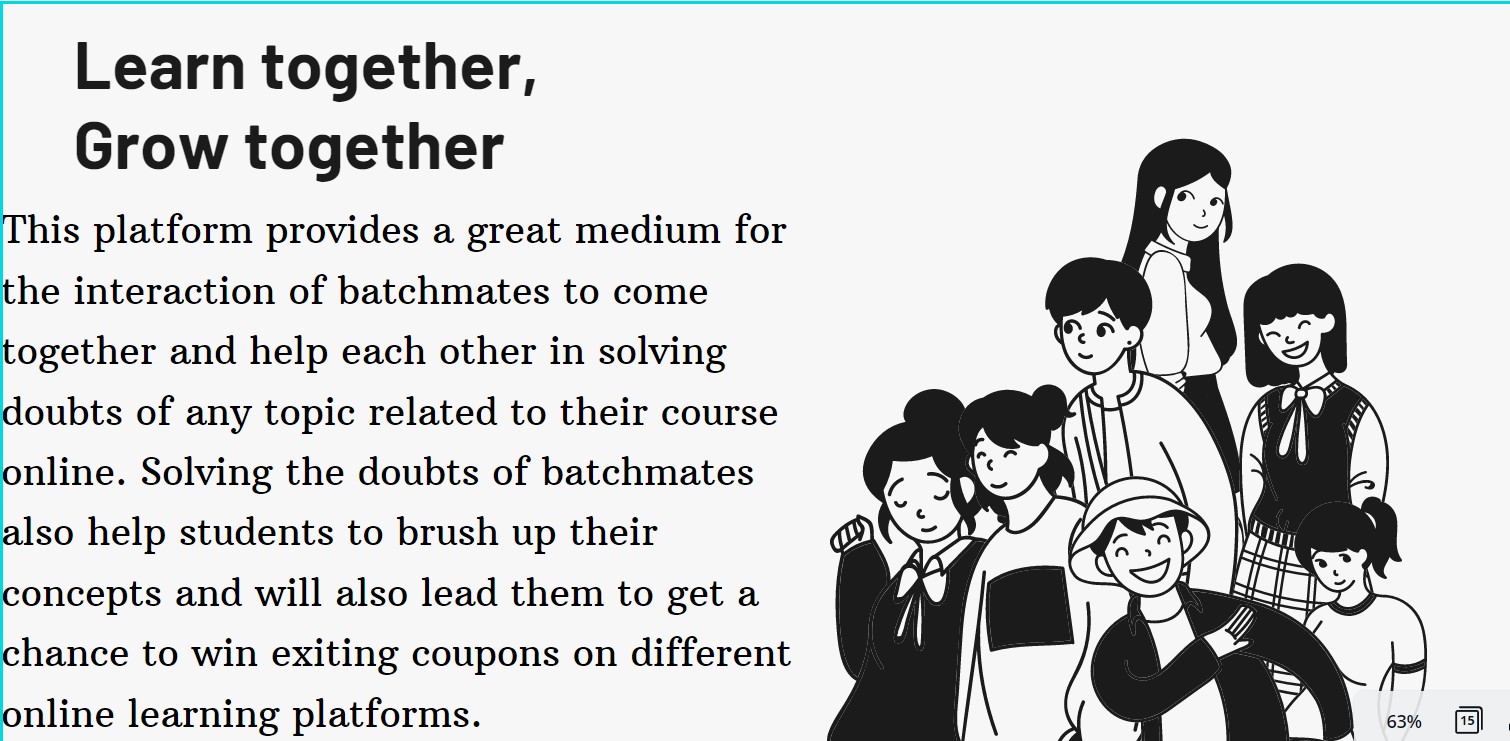 Learn together,
Grow together
This platform provides a great medium for
the interaction of batchmates to come
together and help each other in solving
doubts of any topic related to their course
online. Solving the doubts of batchmates
also help students to brush up their
concepts and will also lead them to get a
chance to win exiting coupons on different
online learning platforms.
63% 15